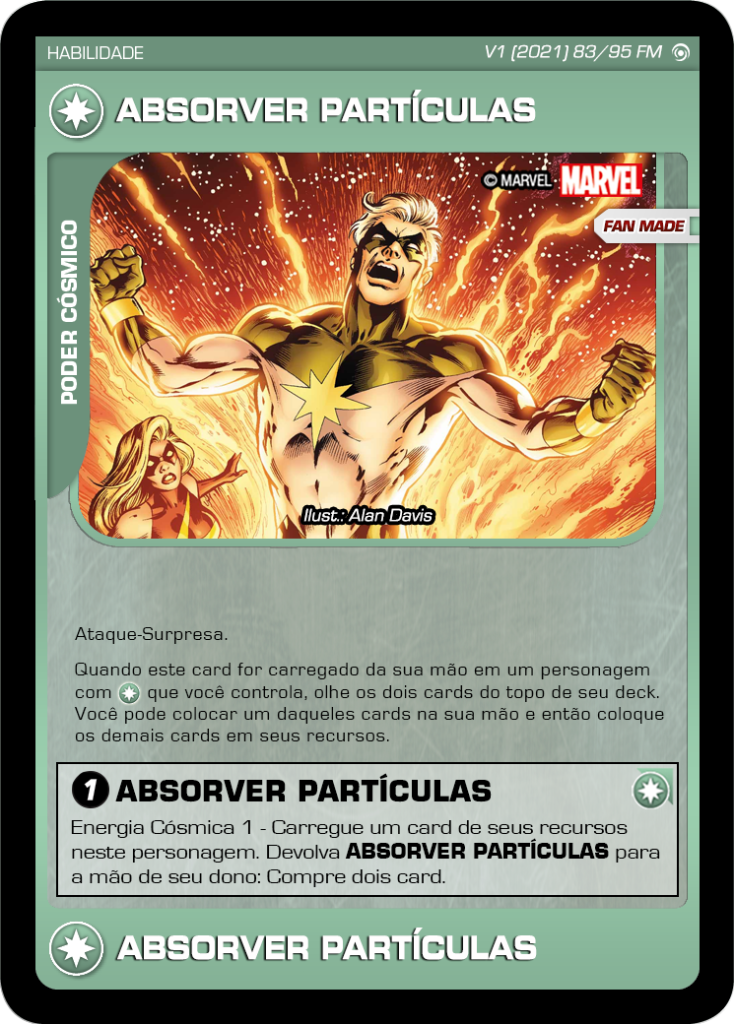 HABILIDADE
V1 (2021) 83/95 FM
ABSORVER PARTÍCULAS
© MARVEL MARVEL
FAN MADE
PODER CÓSMICO
Ilust.: Alan Davis
Ataque-Surpresa.
Quando este card for carregado da sua mão em um personagem
com que você controla, olhe os dois cards do topo de seu deck.
Você pode colocar um daqueles cards na sua mão e então coloque
os demais cards em seus recursos.
1 ABSORVER PARTÍCULAS
Energia Cósmica 1 - Carregue um card de seus recursos
neste personagem. Devolva ABSORVER PARTÍCULAS para
a mão de seu dono: Compre dois card.
ABSORVER PARTÍCULAS